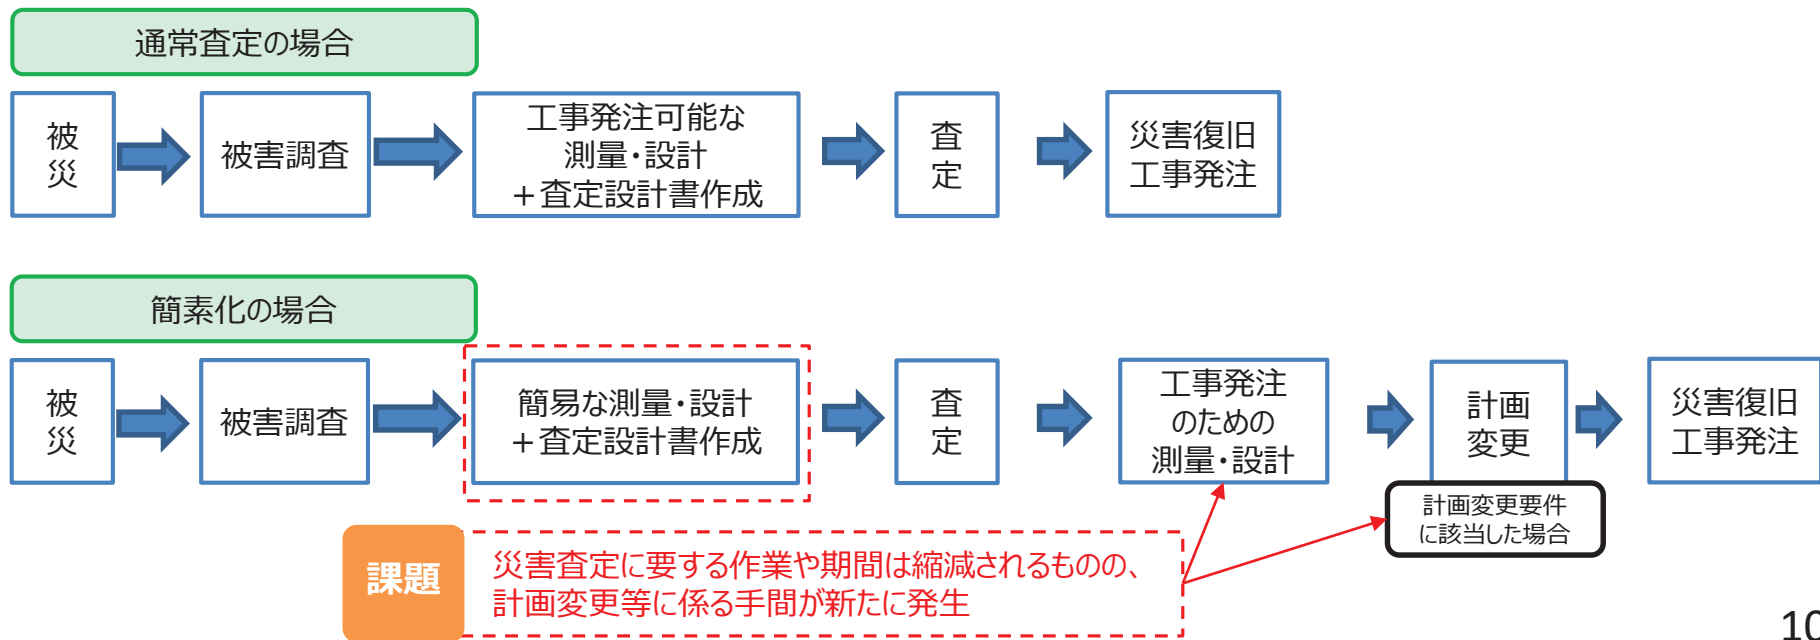 通常査定の場合
被
災
被害調査
工事発注可能な
測量・設計
＋査定設計書作成
査
定
災害復旧
工事発注
簡素化の場合
被
災
被害調査
簡易な測量・設計
＋査定設計書作成
査
定
工事発注
のための
測量・設計
計画
変更
計画変更要件
に該当した場合
災害復旧
工事発注
課題
災害査定に要する作業や期間は縮減されるものの、
計画変更等に係る手間が新たに発生
10